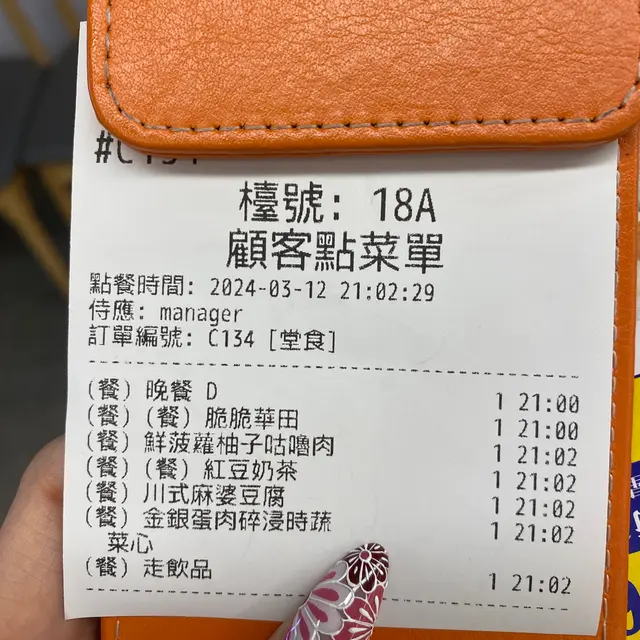 #C134
檯號: 18A
顧客點菜單
點餐時間: 2024-03-12 21:02:29
侍應: manager
訂單編號: C134 [堂食]
(餐) 晚餐 D 1 21:00
(餐) (餐) 脆脆華田 1 21:00
(餐) 鮮菠蘿柚子咕嚕肉 1 21:02
(餐) (餐) 紅豆奶茶 1 21:02
(餐) 川式麻婆豆腐 1 21:02
(餐) 金銀蛋肉碎浸時蔬 1 21:02
菜心
(餐) 走飲品 1 21:02